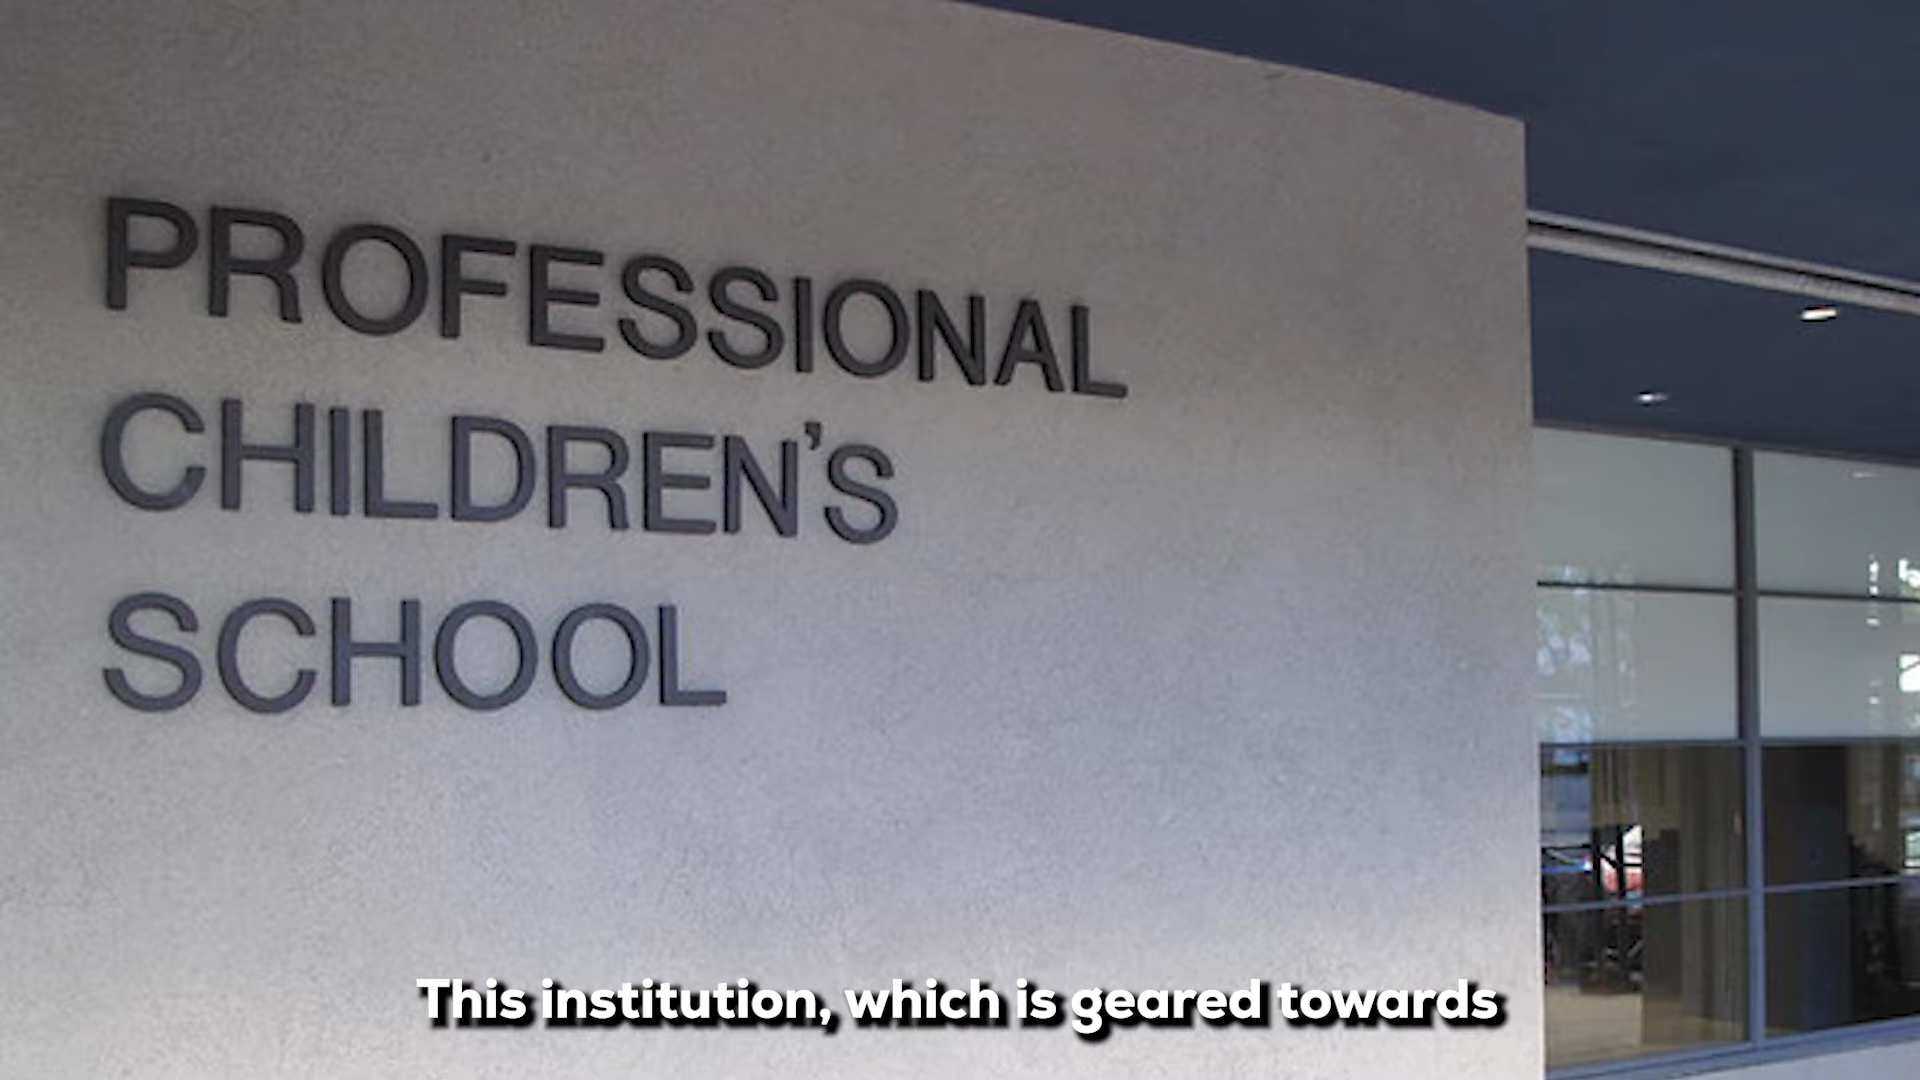 PROFESSIONAL
CHILDREN'S
SCHOOL
This institution, which is geared towards